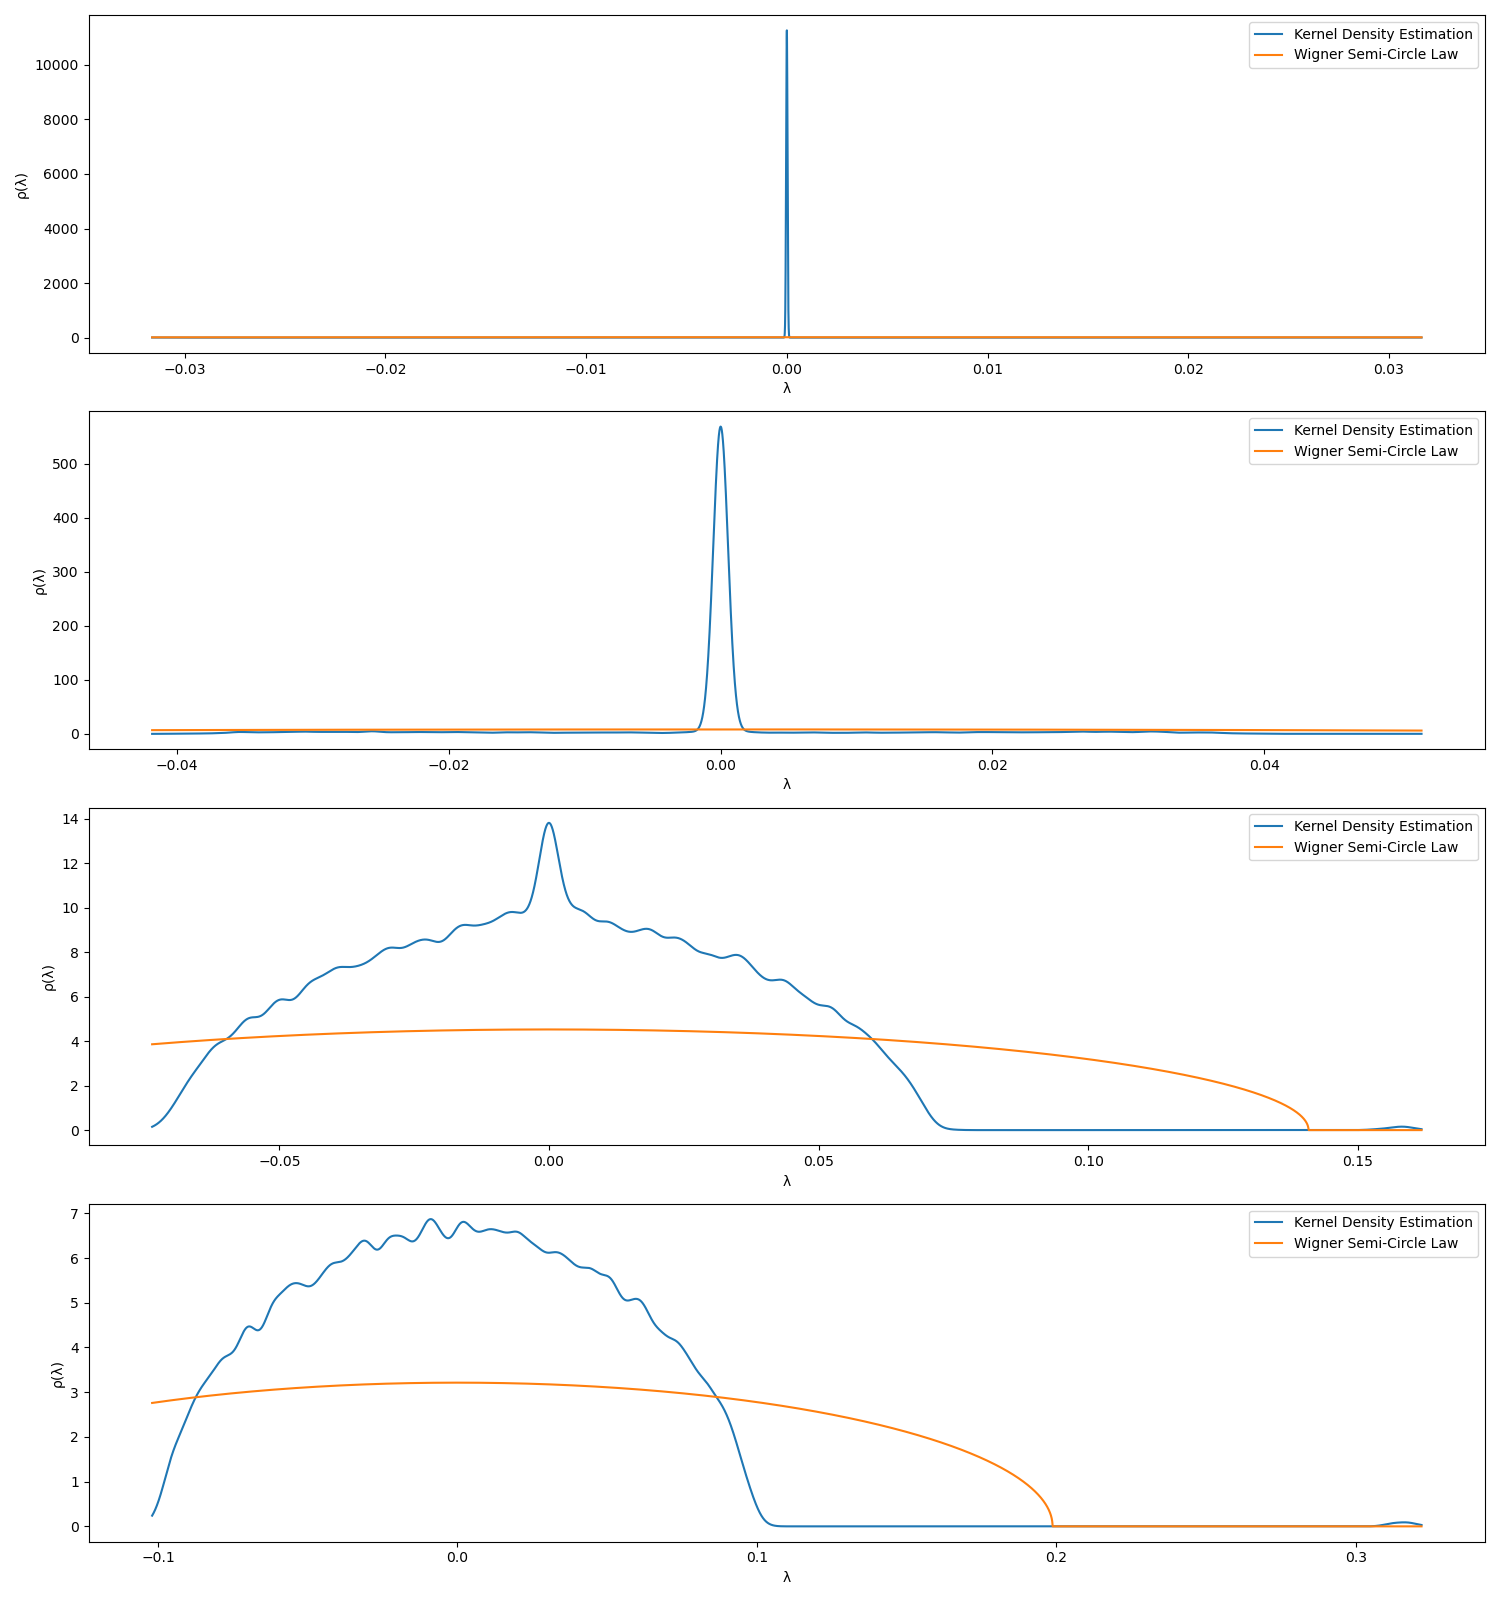 Kernel Density Estimation
Wigner Semi-Circle Law
10000
8000
6000
4000
2000
0
ρ(λ)
−0.03 −0.02 −0.01 0.00 0.01 0.02 0.03
λ
Kernel Density Estimation
Wigner Semi-Circle Law
500
400
300
200
100
0
ρ(λ)
−0.04 −0.02 0.00 0.02 0.04
λ
Kernel Density Estimation
Wigner Semi-Circle Law
14
12
10
8
6
4
2
0
ρ(λ)
−0.05 0.00 0.05 0.10 0.15
λ
Kernel Density Estimation
Wigner Semi-Circle Law
7
6
5
4
3
2
1
0
ρ(λ)
−0.1 0.0 0.1 0.2 0.3
λ